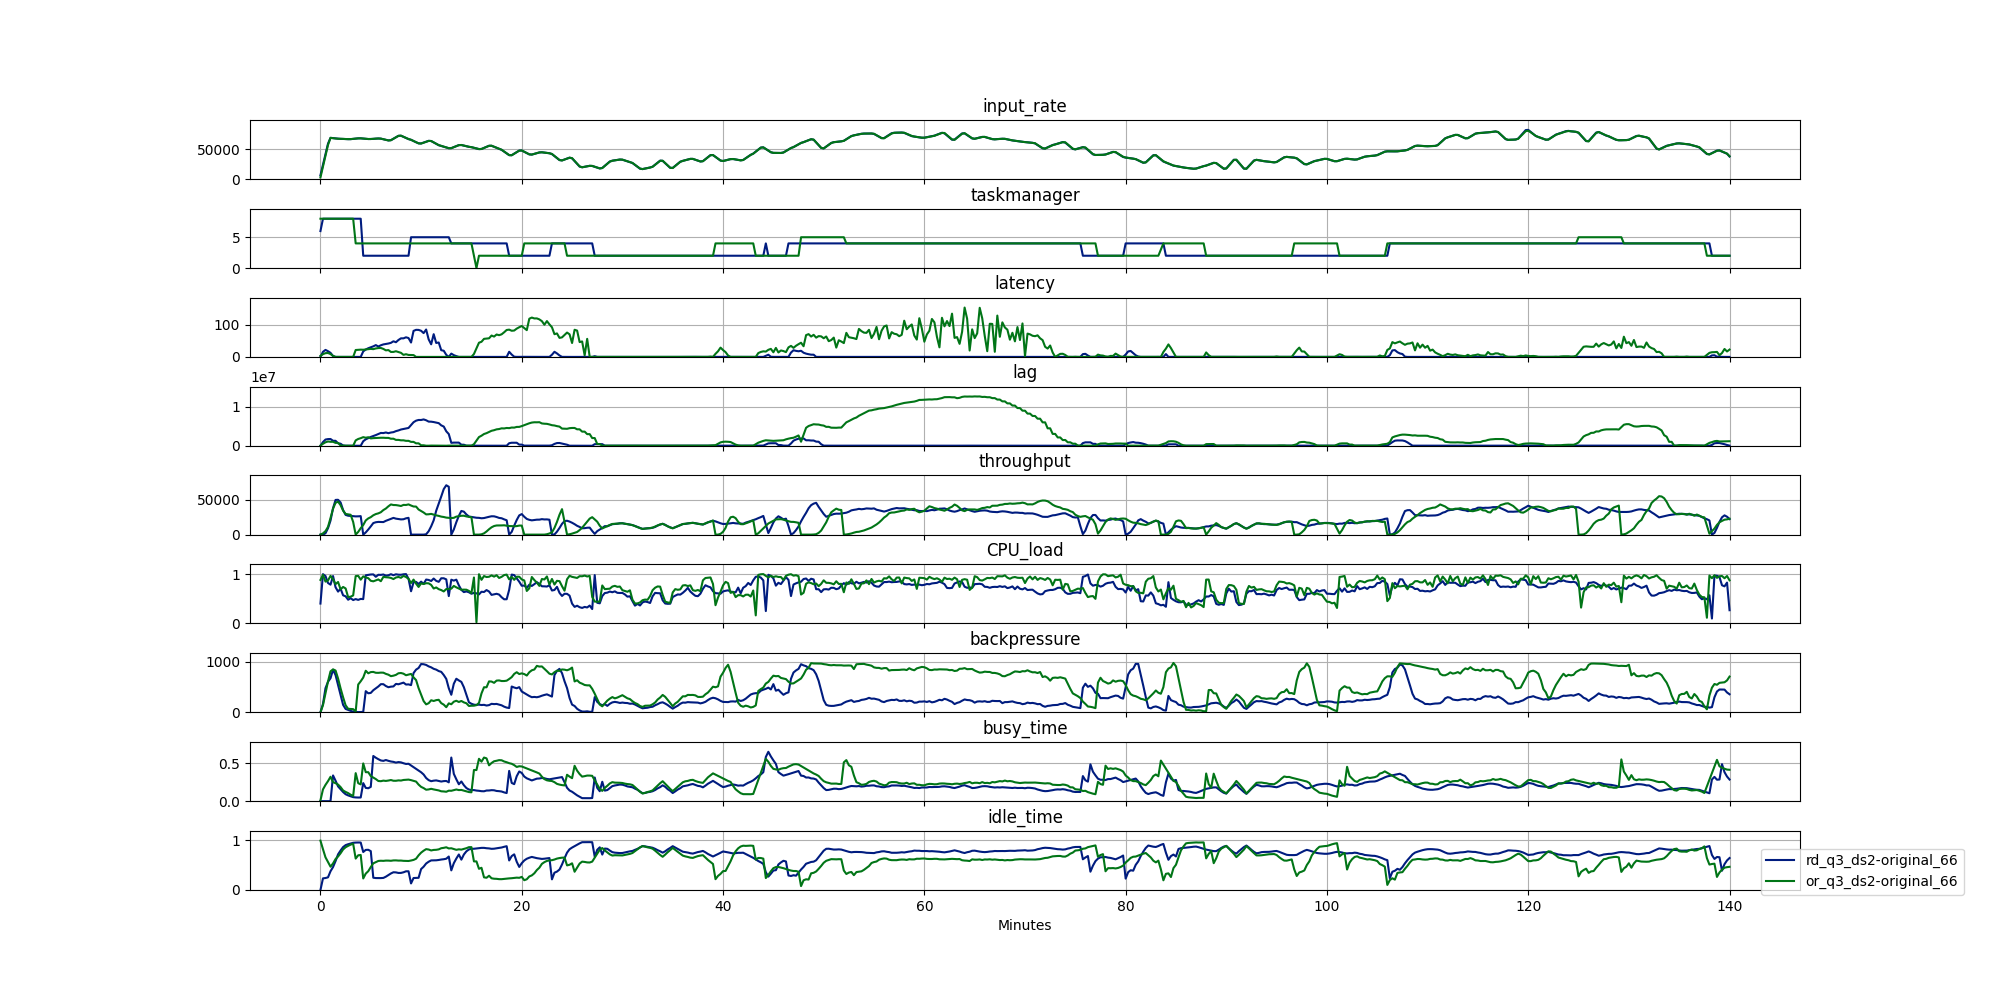 input_rate
50000
0
taskmanager
5
0
latency
100
0
1e7
lag
1
0
throughput
50000
0
CPU_load
1
0
backpressure
1000
0
busy_time
0.5
0.0
idle_time
1
0
0 20 40 60 80 100 120 140
Minutes
rd_q3_ds2-original_66
or_q3_ds2-original_66